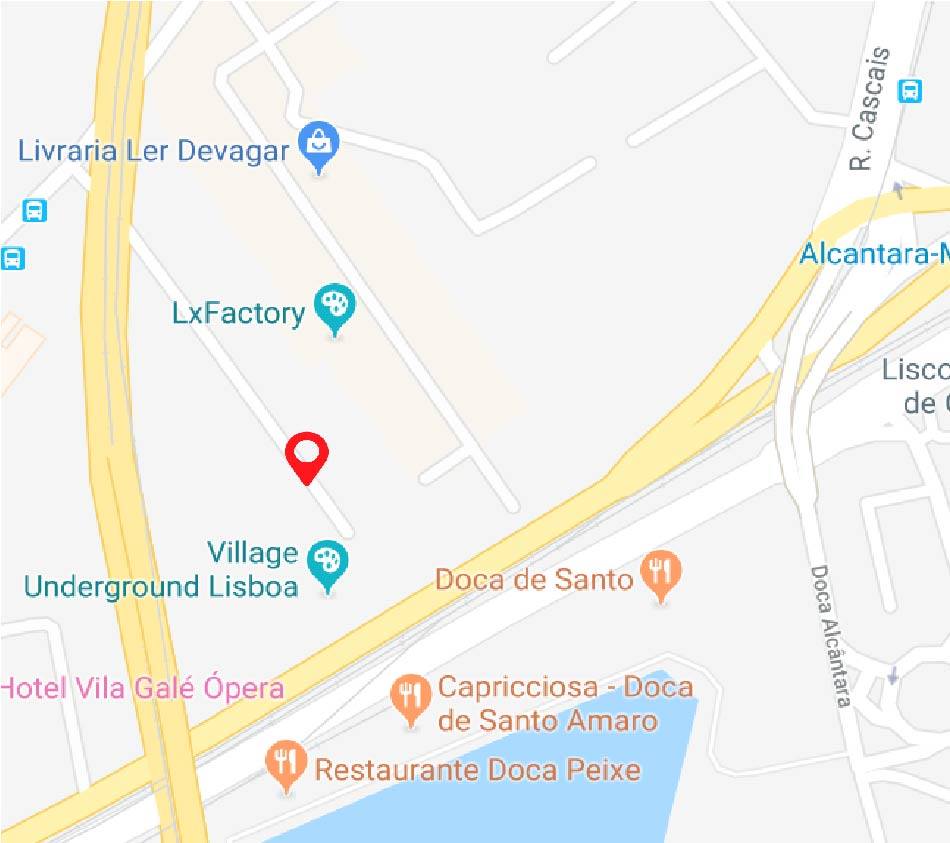 R. Cascais
Livraria Ler Devagar
Alcantara-M
LxFactory
Lisco
de
Village
Underground Lisboa
Doca de Santo
Doca Alcântara
Hotel Vila Galé Ópera
Capricciosa - Doca
de Santo Amaro
Restaurante Doca Peixe